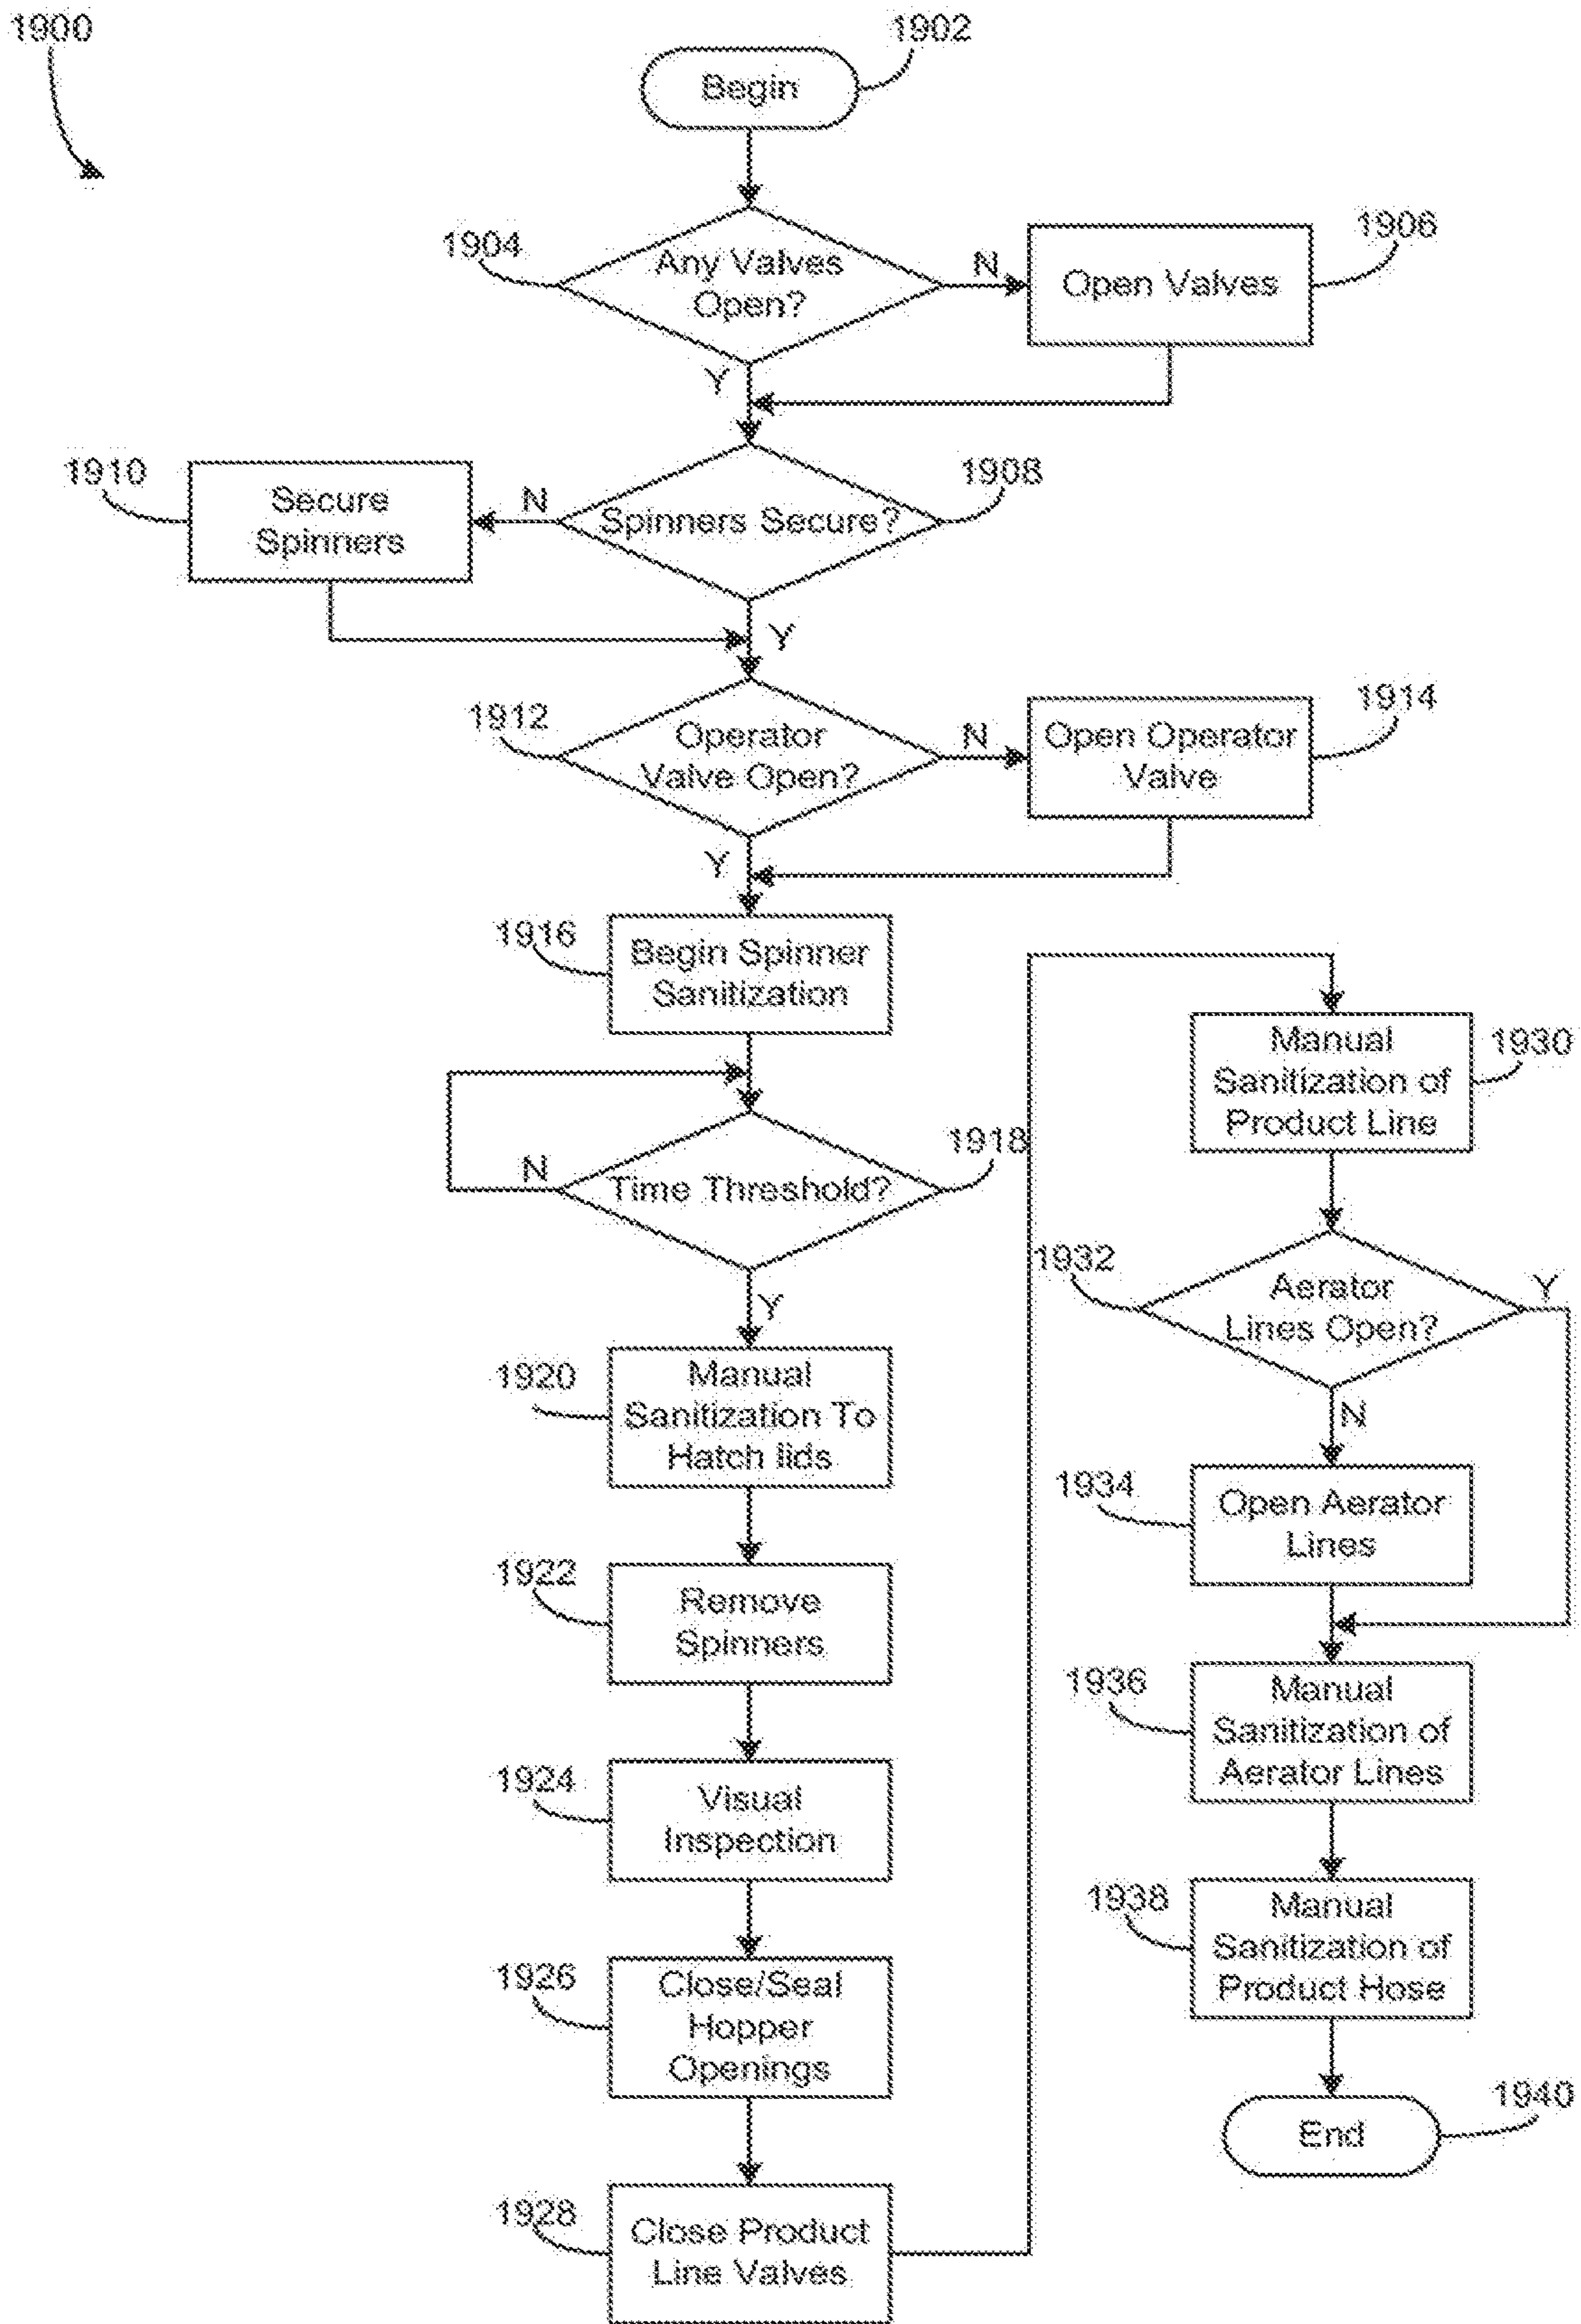 1900
1902
Begin
1904
Any Valves
Open?
N
1906
Open Valves
Y
1910
Secure
Spinners
N
1908
Spinners Secure?
Y
1912
Operator
Valve Open?
N
1914
Open Operator
Valve
Y
1916
Begin Spinner
Sanitization
1918
Time Threshold?
N
Y
1920
Manual
Sanitization To
Hatch lids
1922
Remove
Spinners
1924
Visual
Inspection
1926
Close/Seal
Hopper
Openings
1928
Close Product
Line Valves
1930
Manual
Sanitization of
Product Line
1932
Aerator
Lines Open?
Y
N
1934
Open Aerator
Lines
1936
Manual
Sanitization of
Aerator Lines
1938
Manual
Sanitization of
Product Hose
1940
End